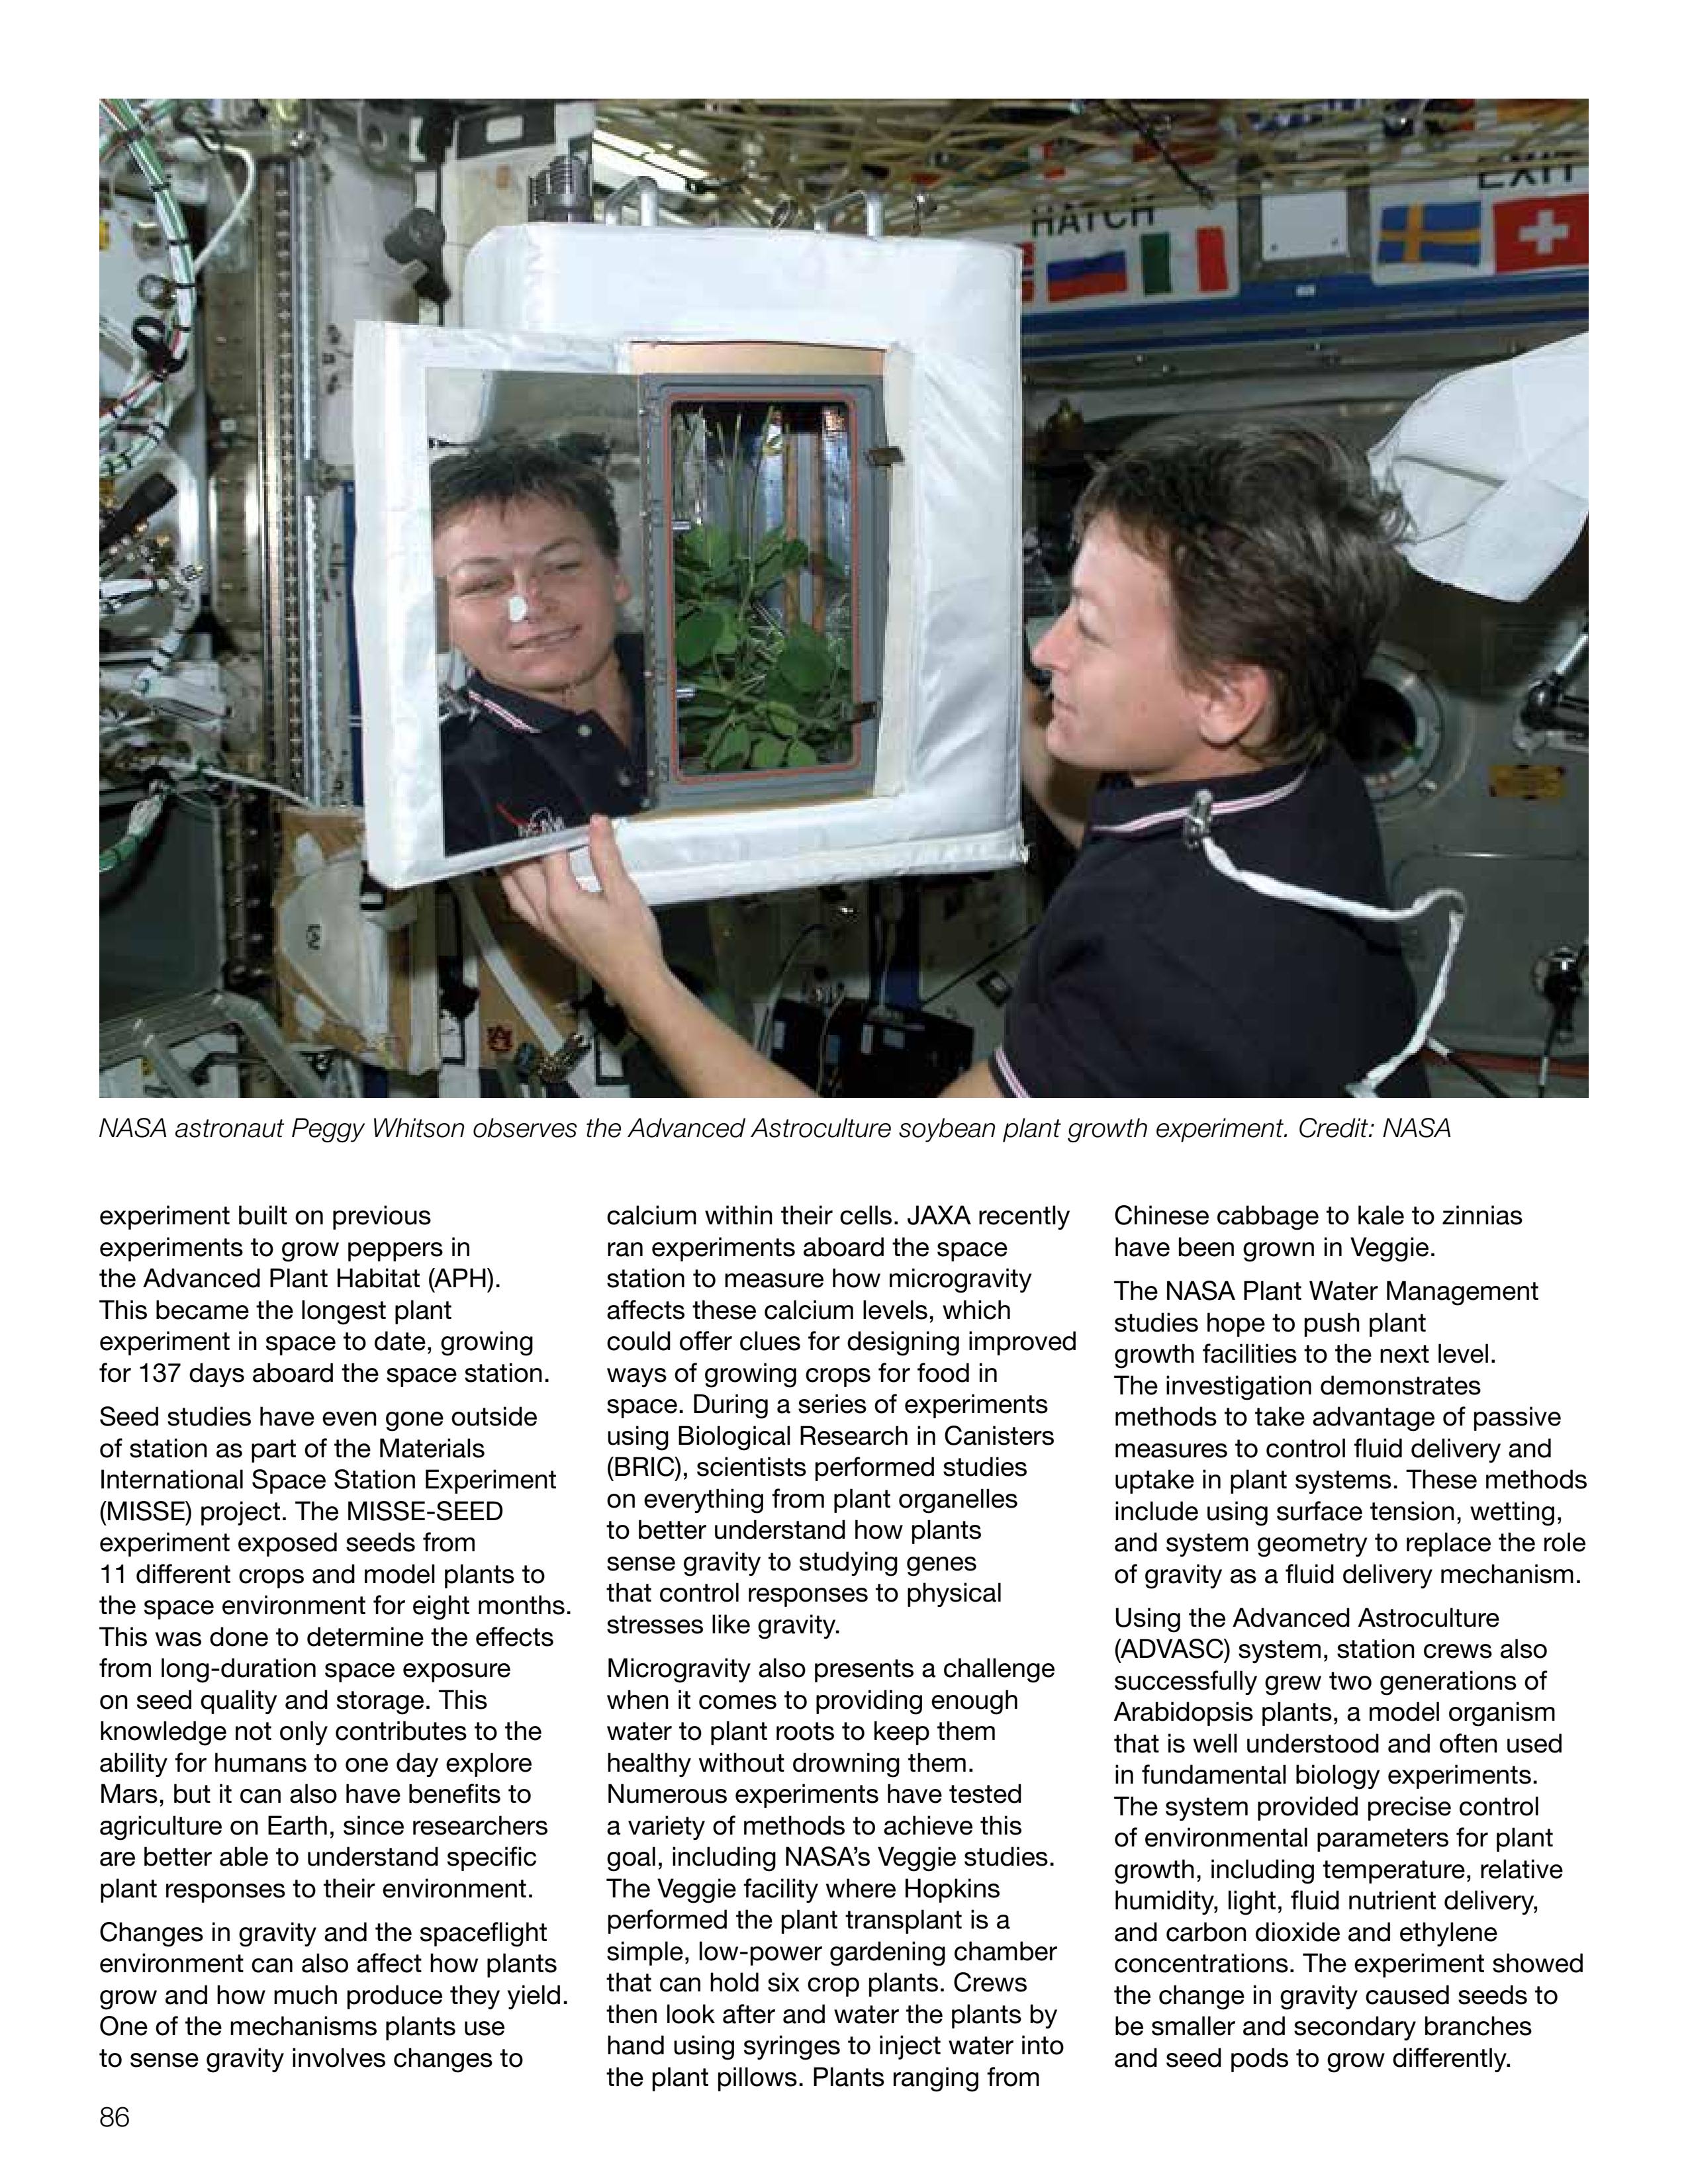 EXIT
HATCH
NASA astronaut Peggy Whitson observes the Advanced Astroculture soybean plant growth experiment. Credit: NASA
experiment built on previous
experiments to grow peppers in
the Advanced Plant Habitat (APH).
This became the longest plant
experiment in space to date, growing
for 137 days aboard the space station.
Seed studies have even gone outside
of station as part of the Materials
International Space Station Experiment
(MISSE) project. The MISSE-SEED
experiment exposed seeds from
11 different crops and model plants to
the space environment for eight months.
This was done to determine the effects
from long-duration space exposure
on seed quality and storage. This
knowledge not only contributes to the
ability for humans to one day explore
Mars, but it can also have benefits to
agriculture on Earth, since researchers
are better able to understand specific
plant responses to their environment.
Changes in gravity and the spaceflight
environment can also affect how plants
grow and how much produce they yield.
One of the mechanisms plants use
to sense gravity involves changes to
calcium within their cells. JAXA recently
ran experiments aboard the space
station to measure how microgravity
affects these calcium levels, which
could offer clues for designing improved
ways of growing crops for food in
space. During a series of experiments
using Biological Research in Canisters
(BRIC), scientists performed studies
on everything from plant organelles
to better understand how plants
sense gravity to studying genes
that control responses to physical
stresses like gravity.
Microgravity also presents a challenge
when it comes to providing enough
water to plant roots to keep them
healthy without drowning them.
Numerous experiments have tested
a variety of methods to achieve this
goal, including NASA's Veggie studies.
The Veggie facility where Hopkins
performed the plant transplant is a
simple, low-power gardening chamber
that can hold six crop plants. Crews
then look after and water the plants by
hand using syringes to inject water into
the plant pillows. Plants ranging from
Chinese cabbage to kale to zinnias
have been grown in Veggie.
The NASA Plant Water Management
studies hope to push plant
growth facilities to the next level.
The investigation demonstrates
methods to take advantage of passive
measures to control fluid delivery and
uptake in plant systems. These methods
include using surface tension, wetting,
and system geometry to replace the role
of gravity as a fluid delivery mechanism.
Using the Advanced Astroculture
(ADVASC) system, station crews also
successfully grew two generations of
Arabidopsis plants, a model organism
that is well understood and often used
in fundamental biology experiments.
The system provided precise control
of environmental parameters for plant
growth, including temperature, relative
humidity, light, fluid nutrient delivery,
and carbon dioxide and ethylene
concentrations. The experiment showed
the change in gravity caused seeds to
be smaller and secondary branches
and seed pods to grow differently.
86